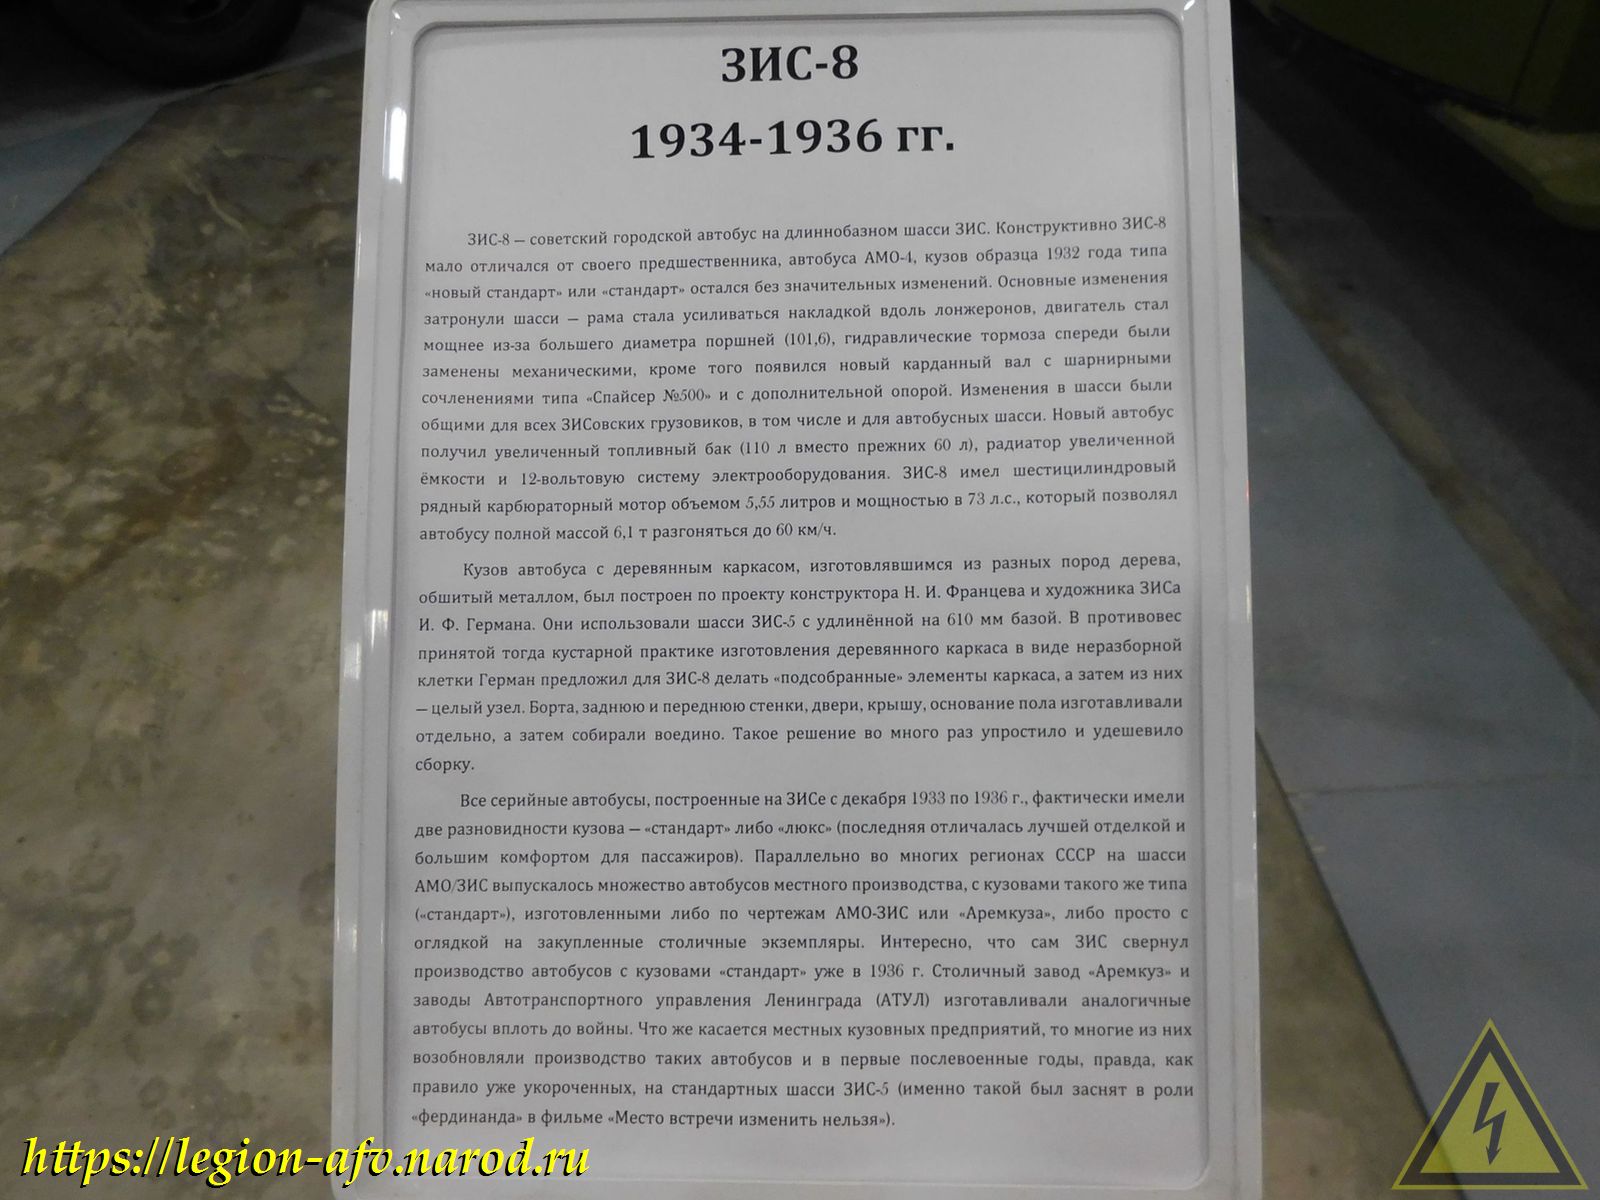 ЗИС-8
1934-1936 гг.
ЗИС-8 – советский городской автобус на длиннобазном шасси ЗИС. Конструктивно ЗИС-8
мало отличался от своего предшественника, автобуса АМО-4, кузов образца 1932 года типа
«новый стандарт» или «стандарт» остался без значительных изменений. Основные изменения
затронули шасси – рама стала усиливаться накладкой вдоль лонжеронов, двигатель стал
мощнее из-за большего диаметра поршней (101,6), гидравлические тормоза спереди были
заменены механическими, кроме того появился новый карданный вал с шарнирными
сочленениями типа «Спайсер №500» и с дополнительной опорой. Изменения в шасси были
общими для всех ЗИСовских грузовиков, в том числе и для автобусных шасси. Новый автобус
получил увеличенный топливный бак (110 л вместо прежних 60 л), радиатор увеличенной
ёмкости и 12-вольтовую систему электрооборудования. ЗИС-8 имел шестицилиндровый
рядный карбюраторный мотор объемом 5,55 литров и мощностью в 73 л.с., который позволял
автобусу полной массой 6,1 т разгоняться до 60 км/ч.
Кузов автобуса с деревянным каркасом, изготовлявшимся из разных пород дерева,
обшитый металлом, был построен по проекту конструктора Н. И. Францева и художника ЗИСа
И. Ф. Германа. Они использовали шасси ЗИС-5 с удлинённой на 610 мм базой. В противовес
принятой тогда кустарной практике изготовления деревянного каркаса в виде неразборной
клетки Герман предложил для ЗИС-8 делать «подсобранные» элементы каркаса, а затем из них
– целый узел. Борта, заднюю и переднюю стенки, двери, крышу, основание пола изготавливали
отдельно, а затем собирали воедино. Такое решение во много раз упростило и удешевило
сборку.
Все серийные автобусы, построенные на ЗИСе с декабря 1933 по 1936 г., фактически имели
две разновидности кузова – «стандарт» либо «люкс» (последняя отличалась лучшей отделкой и
большим комфортом для пассажиров). Параллельно во многих регионах СССР на шасси
АМО/ЗИС выпускалось множество автобусов местного производства, с кузовами такого же типа
(«стандарт»), изготовленными либо по чертежам АМО-ЗИС или «Аремкуза», либо просто с
оглядкой на закупленные столичные экземпляры. Интересно, что сам ЗИС свернул
производство автобусов с кузовами «стандарт» уже в 1936 г. Столичный завод «Аремкуз» и
заводы Автотранспортного управления Ленинграда (АТУЛ) изготавливали аналогичные
автобусы вплоть до войны. Что же касается местных кузовных предприятий, то многие из них
возобновляли производство таких автобусов и в первые послевоенные годы, правда, как
правило уже укороченных, на стандартных шасси ЗИС-5 (именно такой был заснят в роли
«фердинанда» в фильме «Место встречи изменить нельзя»).
https://legion-afv.narod.ru